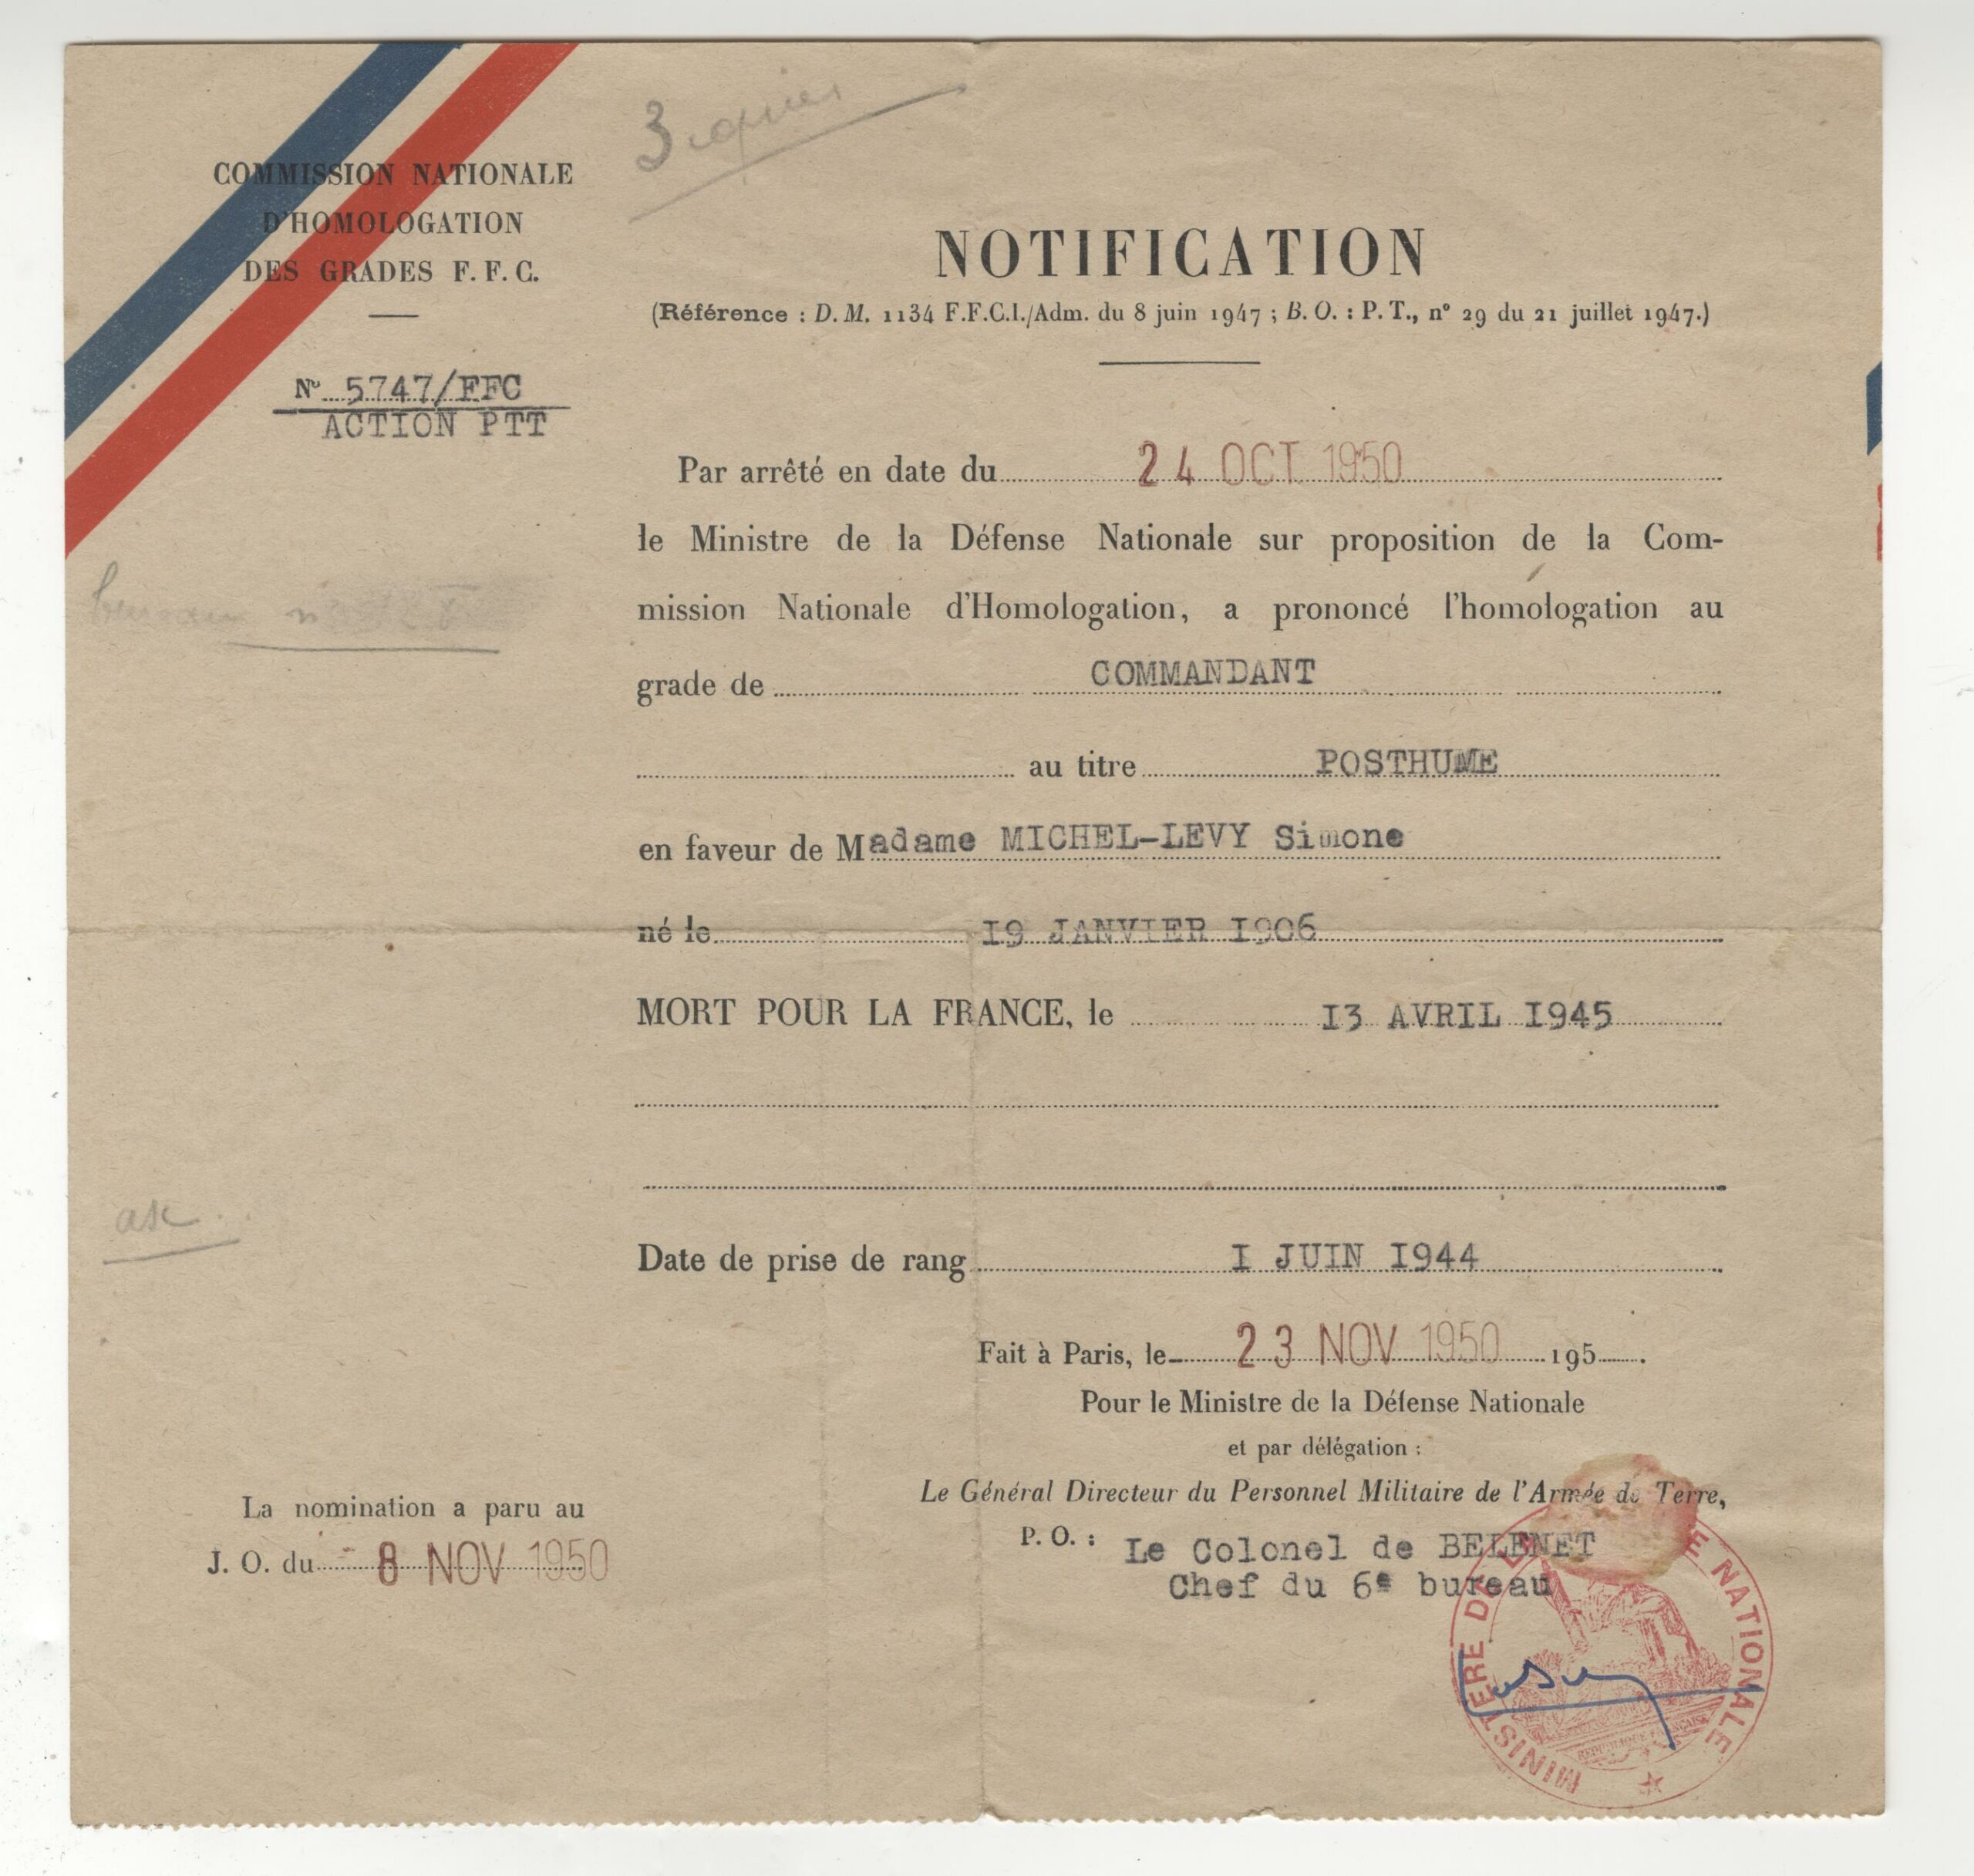 3 copies
COMMISSION NATIONALE
D'HOMOLOGATION
DES GRADES F. F. C.
N° 5747/FFC
ACTION PTT
NOTIFICATION
(Référence : D. M. 1134 F.F.C.I./Adm. du 8 juin 1947 ; B. O. : P. T., n° 29 du 21 juillet 1947.)
Par arrêté en date du 24 OCT 1950
le Ministre de la Défense Nationale sur proposition de la Com-
mission Nationale d'Homologation, a prononcé l'homologation au
grade de COMMANDANT
au titre POSTHUME
en faveur de Madame MICHEL-LEVY Simone
né le 19 JANVIER 1906
MORT POUR LA FRANCE, le 13 AVRIL 1945
Date de prise de rang I JUIN 1944
Fait à Paris, le 23 NOV 1950 195 .
Pour le Ministre de la Défense Nationale
et par délégation :
Le Général Directeur du Personnel Militaire de l'Armée de Terre,
P. O. : Le Colonel de BELENET
Chef du 6e bureau
La nomination a paru au
J. O. du - 8 NOV 1950
MINISTERE DE LA NATIONALE
REPUBLIQUE FRANCAISE